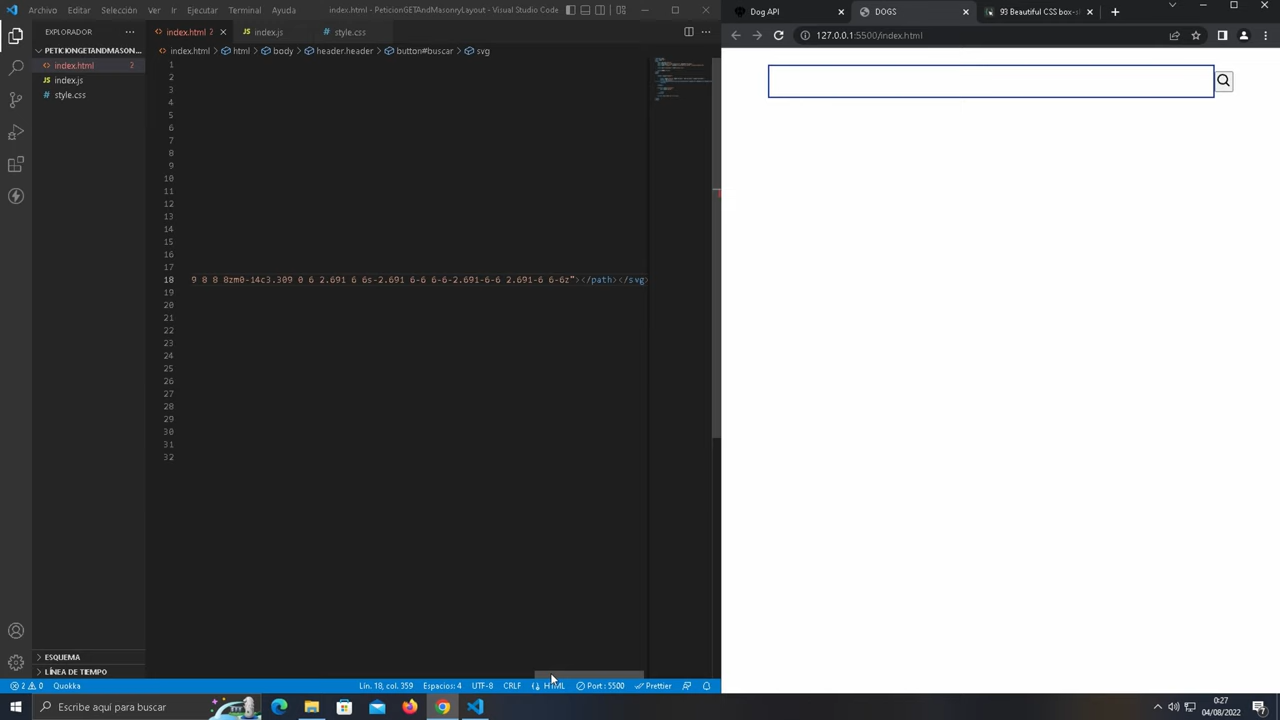 Archivo Editar Selección Ver Ir Ejecutar Terminal Ayuda
index.html - PeticionGETAndMasonryLayout - Visual Studio Code
Dog API
DOGS
93 Beautiful CSS box-s
EXPLORADOR
index.html 2
index.js
style.css
127.0.0.1:5500/index.html
PETICIONGETANDMASON...
index.html > html > body > header.header > button#buscar > svg
index.html 2
index.js
style.css
1
2
3
4
5
6
7
8
9
10
11
12
13
14
15
16
17
18 9 8 8 8zm0-14c3.309 0 6 2.691 6 6s-2.691 6-6 6-6-2.691-6-6 2.691-6 6-6z"></path></svg>
19
20
21
22
23
24
25
26
27
28
29
30
31
32
ESQUEMA
LÍNEA DE TIEMPO
2 0 Quokka
Lín. 18, col. 359 Espacios: 4 UTF-8 CRLF HTML Port : 5500 Prettier
Escribe aquí para buscar
0:27
04/08/2022